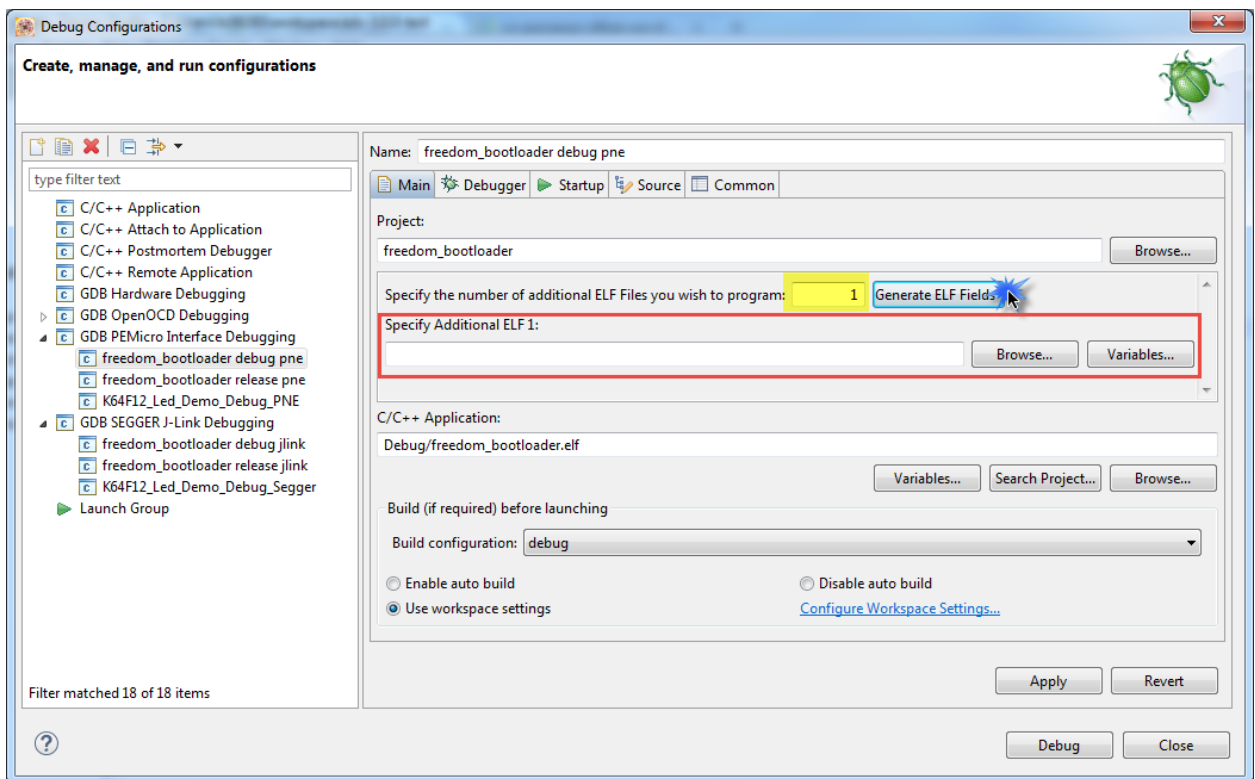 Debug Configurations
Create, manage, and run configurations
type filter text
C/C++ Application
C/C++ Attach to Application
C/C++ Postmortem Debugger
C/C++ Remote Application
GDB Hardware Debugging
GDB OpenOCD Debugging
GDB PEMicro Interface Debugging
freedom_bootloader debug pne
freedom_bootloader release pne
K64F12_Led_Demo_Debug_PNE
GDB SEGGER J-Link Debugging
freedom_bootloader debug jlink
freedom_bootloader release jlink
K64F12_Led_Demo_Debug_Segger
Launch Group
Filter matched 18 of 18 items
Name: freedom_bootloader debug pne
Main Debugger Startup Source Common
Project:
freedom_bootloader Browse...
Specify the number of additional ELF Files you wish to program: 1 Generate ELF Fields
Specify Additional ELF 1:
Browse... Variables...
C/C++ Application:
Debug/freedom_bootloader.elf
Variables... Search Project... Browse...
Build (if required) before launching
Build configuration: debug
Enable auto build Disable auto build
Use workspace settings Configure Workspace Settings...
Apply Revert
Debug Close